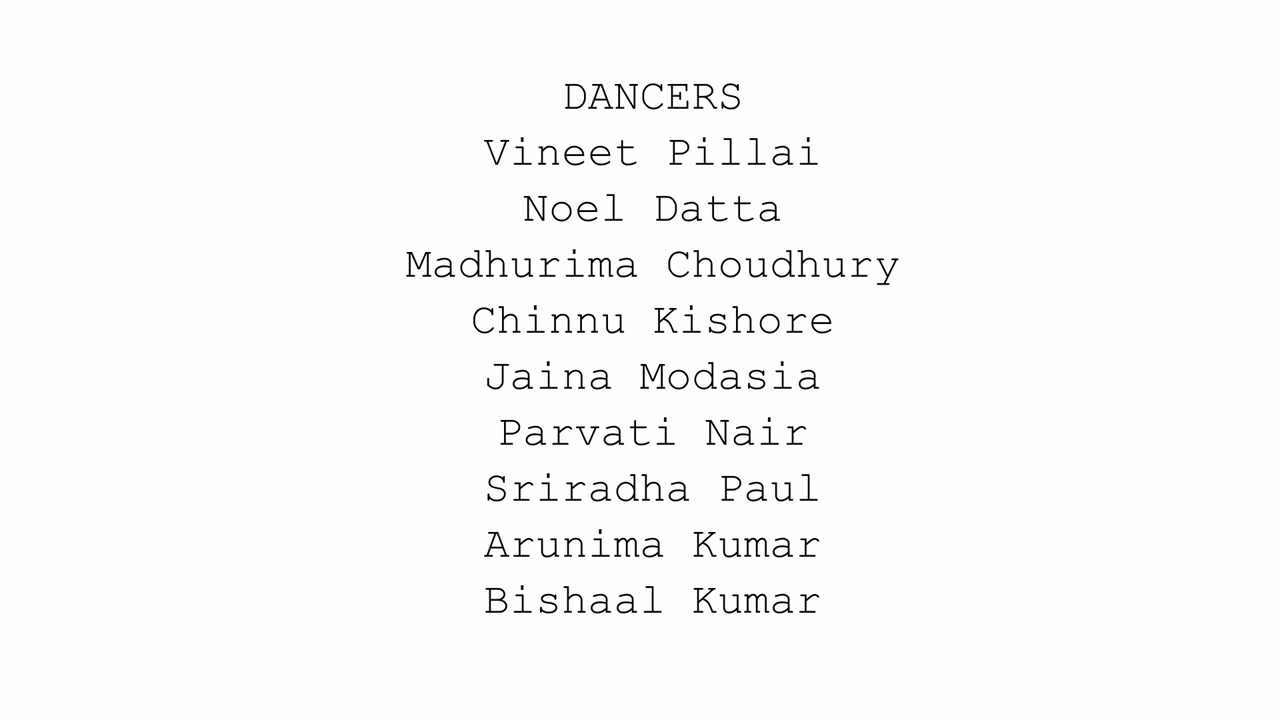 DANCERS
Vineet Pillai
Noel Datta
Madhurima Choudhury
Chinnu Kishore
Jaina Modasia
Parvati Nair
Sriradha Paul
Arunima Kumar
Bishaal Kumar